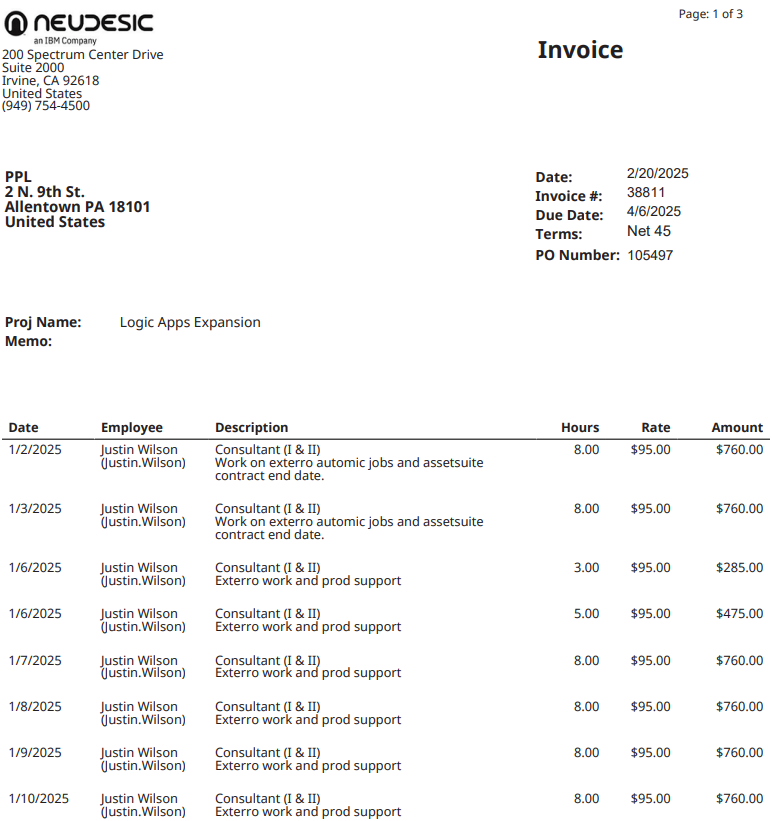 NEUDESIC
an IBM Company
200 Spectrum Center Drive
Suite 2000
Irvine, CA 92618
United States
(949) 754-4500
Page: 1 of 3
Invoice
PPL
2 N. 9th St.
Allentown PA 18101
United States
Date: 2/20/2025
Invoice #: 38811
Due Date: 4/6/2025
Terms: Net 45
PO Number: 105497
Proj Name: Logic Apps Expansion
Memo:
Date Employee Description Hours Rate Amount
1/2/2025 Justin Wilson Consultant (I & II) 8.00 $95.00 $760.00
(Justin.Wilson) Work on exterro automic jobs and assetsuite
contract end date.
1/3/2025 Justin Wilson Consultant (I & II) 8.00 $95.00 $760.00
(Justin.Wilson) Work on exterro automic jobs and assetsuite
contract end date.
1/6/2025 Justin Wilson Consultant (I & II) 3.00 $95.00 $285.00
(Justin.Wilson) Exterro work and prod support
1/6/2025 Justin Wilson Consultant (I & II) 5.00 $95.00 $475.00
(Justin.Wilson) Exterro work and prod support
1/7/2025 Justin Wilson Consultant (I & II) 8.00 $95.00 $760.00
(Justin.Wilson) Exterro work and prod support
1/8/2025 Justin Wilson Consultant (I & II) 8.00 $95.00 $760.00
(Justin.Wilson) Exterro work and prod support
1/9/2025 Justin Wilson Consultant (I & II) 8.00 $95.00 $760.00
(Justin.Wilson) Exterro work and prod support
1/10/2025 Justin Wilson Consultant (I & II) 8.00 $95.00 $760.00
(Justin.Wilson) Exterro work and prod support